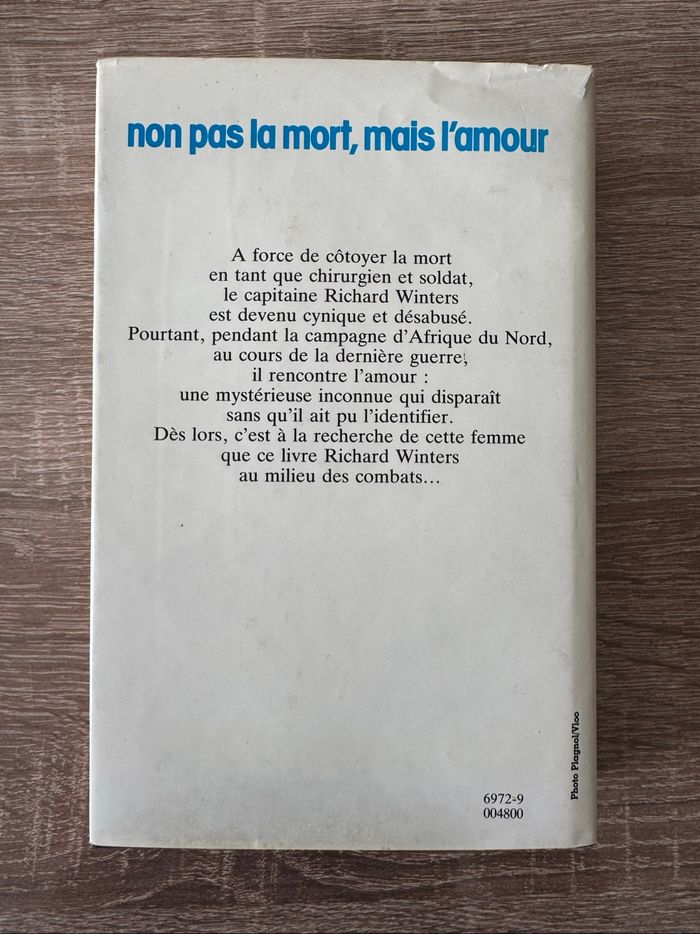 non pas la mort, mais l'amour
A force de côtoyer la mort
en tant que chirurgien et soldat,
le capitaine Richard Winters
est devenu cynique et désabusé.
Pourtant, pendant la campagne d'Afrique du Nord,
au cours de la dernière guerre,
il rencontre l'amour :
une mystérieuse inconnue qui disparaît
sans qu'il ait pu l'identifier.
Dès lors, c'est à la recherche de cette femme
que ce livre Richard Winters
au milieu des combats...
Photo Plagnol/Vloo
6972-9
004800